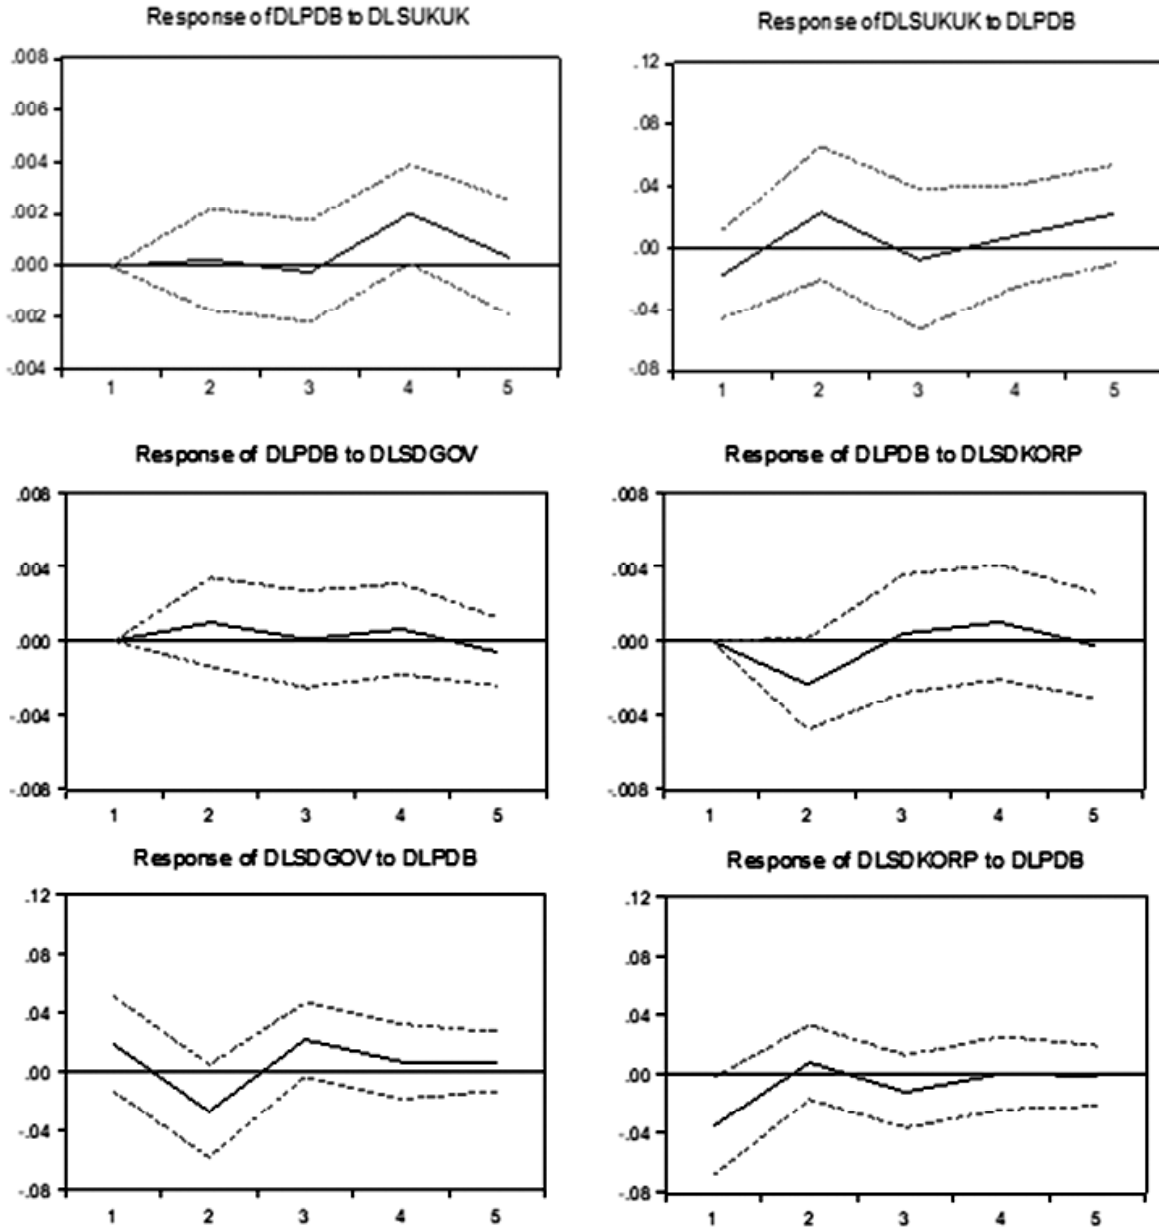 Response of DLPDB to DLSUKUK
.008
.006
.004
.002
.000
-.002
-.004
1 2 3 4 5
Response of DLSUKUK to DLPDB
.12
.08
.04
.00
-.04
-.08
1 2 3 4 5
Response of DLPDB to DLSDGOV
.008
.004
.000
-.004
-.008
1 2 3 4 5
Response of DLPDB to DLSDKORP
.008
.004
.000
-.004
-.008
1 2 3 4 5
Response of DLSDGOV to DLPDB
.12
.08
.04
.00
-.04
-.08
1 2 3 4 5
Response of DLSDKORP to DLPDB
.12
.08
.04
.00
-.04
-.08
1 2 3 4 5